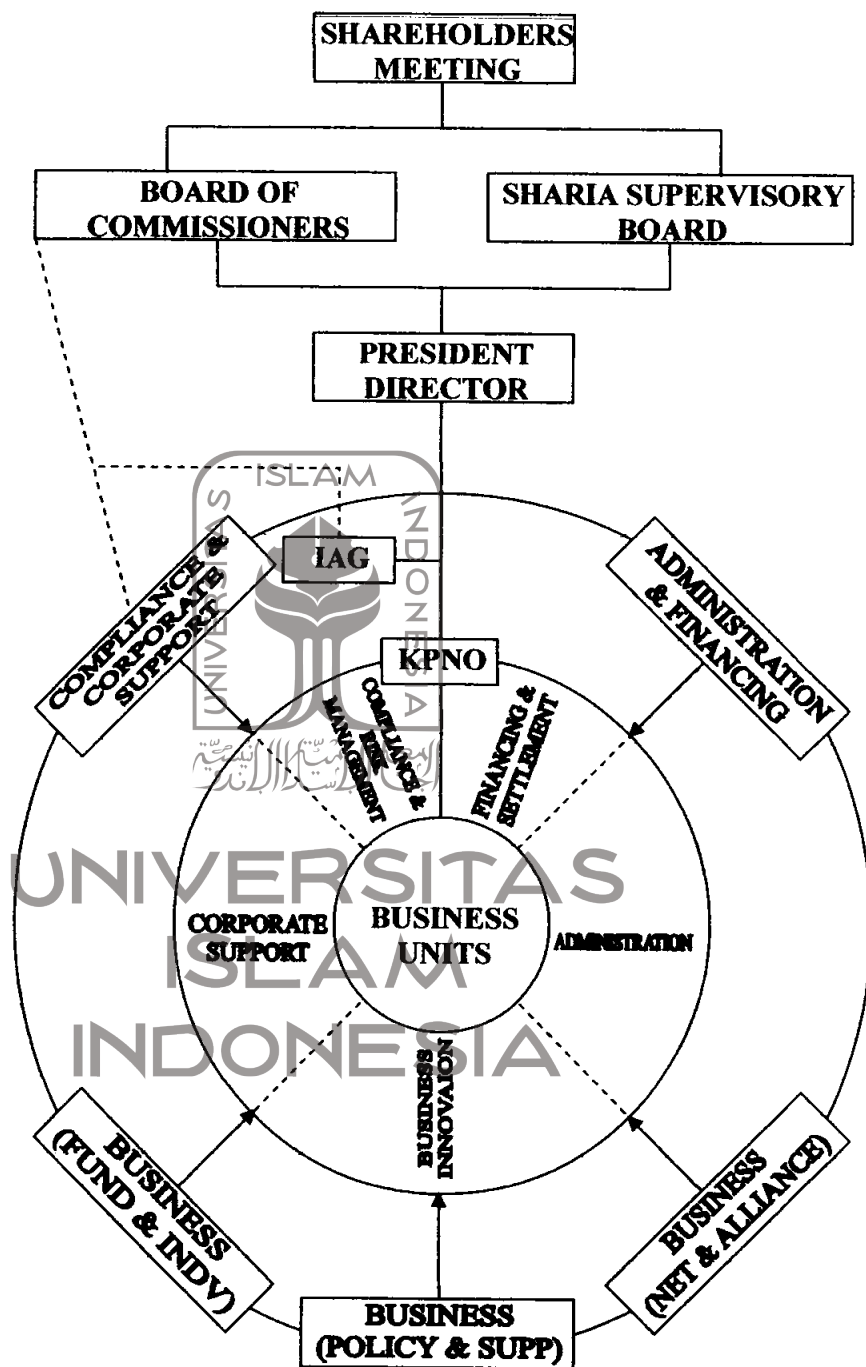 SHAREHOLDERS
MEETING
BOARD OF
COMMISSIONERS
SHARIA SUPERVISORY
BOARD
PRESIDENT
DIRECTOR
ISLAM
UNIVERSITAS
INDONESIA
IAG
COMPLIANCE &
CORPORATE
SUPPORT
ADMINISTRATION
& FINANCING
KPNO
COMPLIANCE &
RISK
MANAGEMENT
FINANCING &
SETTLEMENT
UNIVERSITAS
ISLAM
INDONESIA
CORPORATE
SUPPORT
BUSINESS
UNITS
ADMINISTRATION
BUSINESS
INNOVAION
BUSINESS
(FUND & INDV)
BUSINESS
(NET & ALLIANCE)
BUSINESS
(POLICY & SUPP)